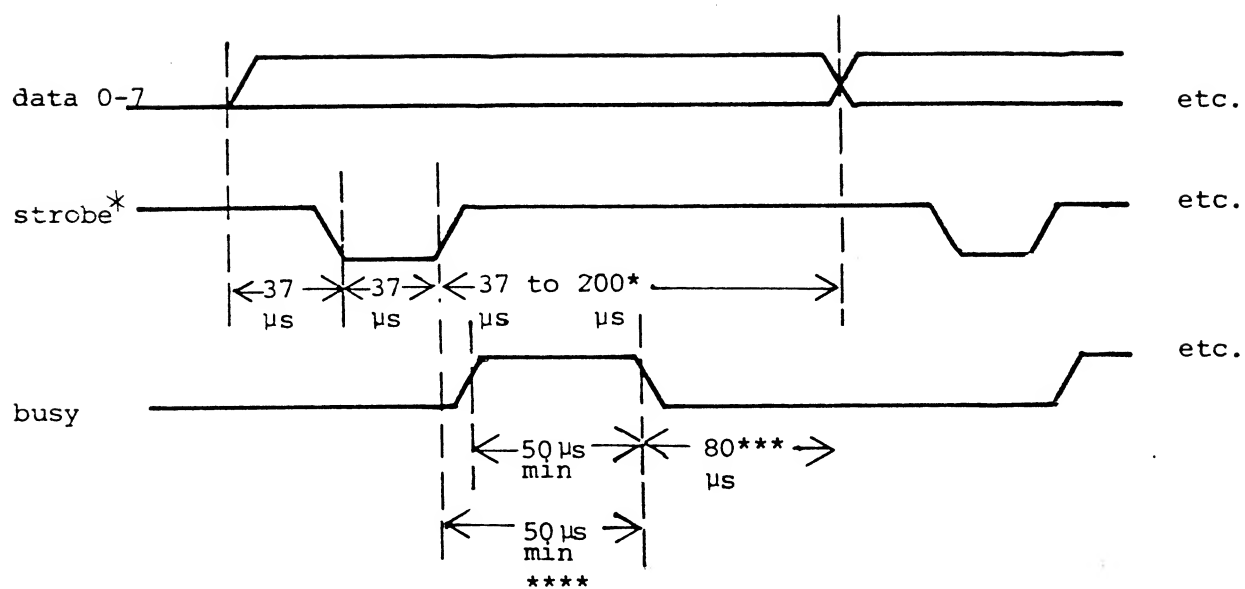 data 0-7
etc.
strobe*
etc.
37 37 37 to 200*
μs μs μs μs
etc.
busy
50 μs 80***
min μs
50 μs
min
****